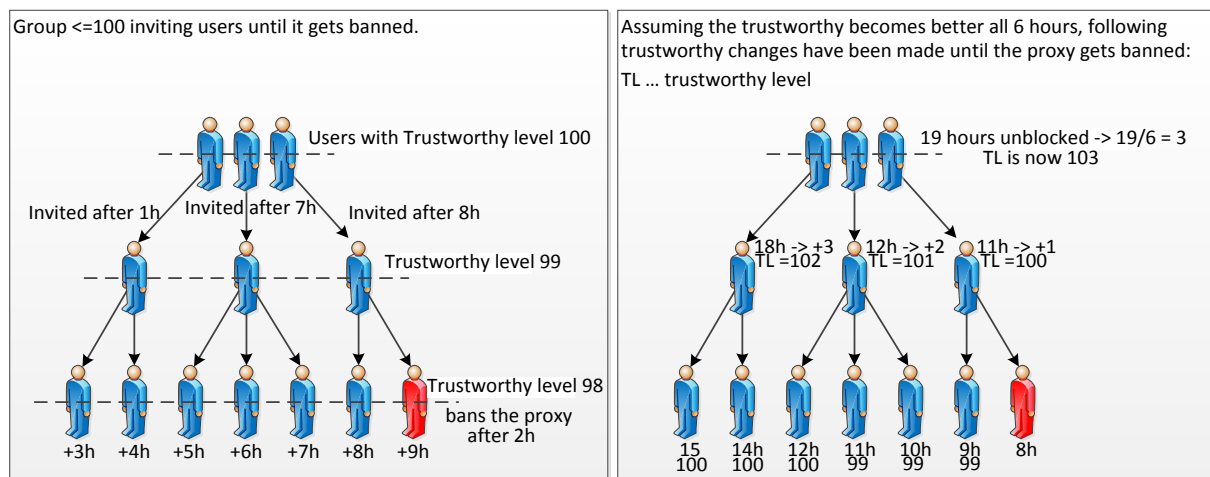 Group <=100 inviting users until it gets banned.
Users with Trustworthy level 100
Invited after 1h
Invited after 7h
Invited after 8h
Trustworthy level 99
Trustworthy level 98
bans the proxy
after 2h
+3h +4h +5h +6h +7h +8h +9h
Assuming the trustworthy becomes better all 6 hours, following
trustworthy changes have been made until the proxy gets banned:
TL ... trustworthy level
19 hours unblocked -> 19/6 = 3
TL is now 103
18h -> +3 12h -> +2 11h -> +1
TL =102 TL =101 TL =100
15 14h 12h 11h 10h 9h 8h
100 100 100 99 99 99